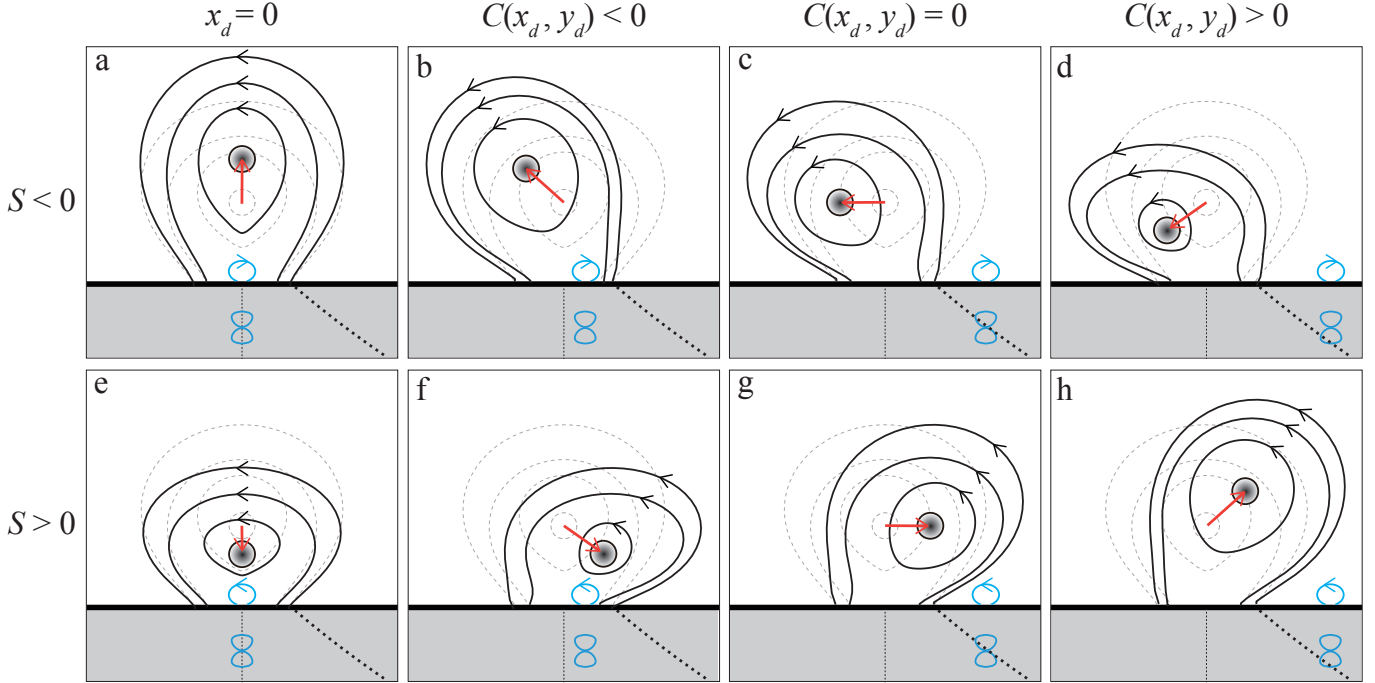 x_d = 0 C(x_d, y_d) < 0 C(x_d, y_d) = 0 C(x_d, y_d) > 0
a b c d
S < 0
e f g h
S > 0